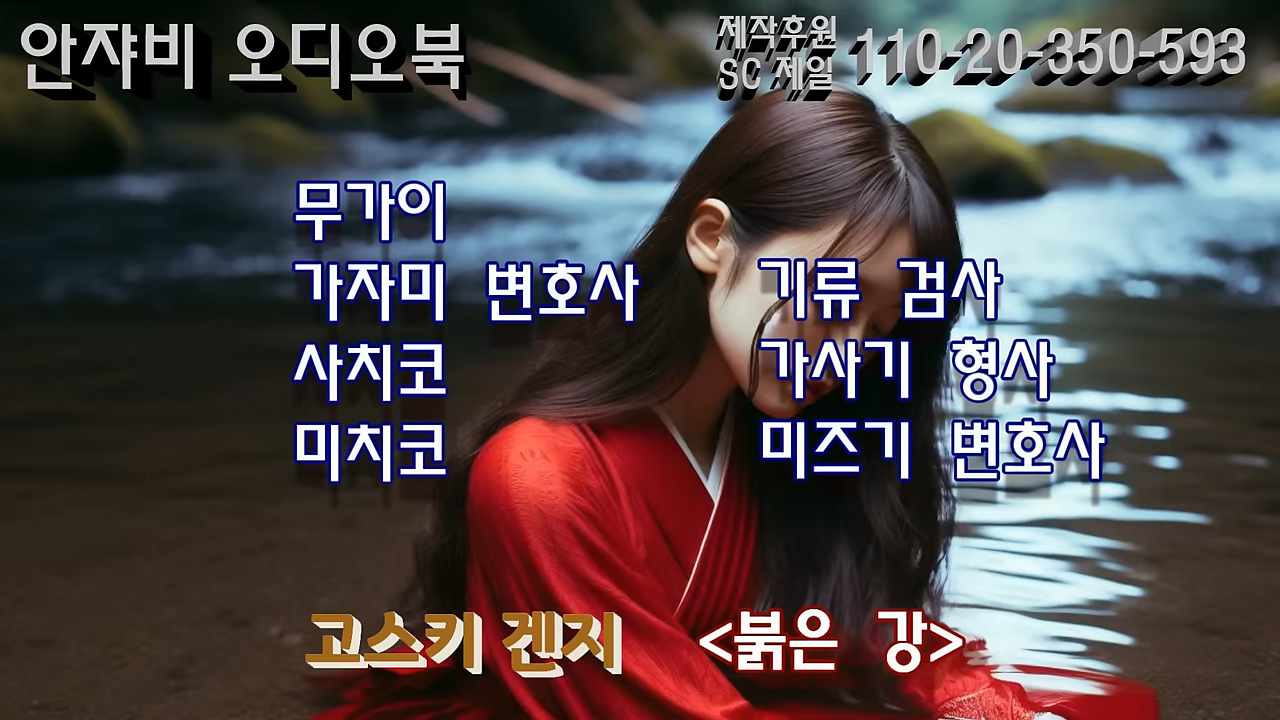 안쟈비 오디오북
제작후원
SC 제일
110-20-350-593
무가이
가자미 변호사 기류 검사
사치코 가사기 형사
미치코 미즈기 변호사
고스키 겐지 <붉은 강>